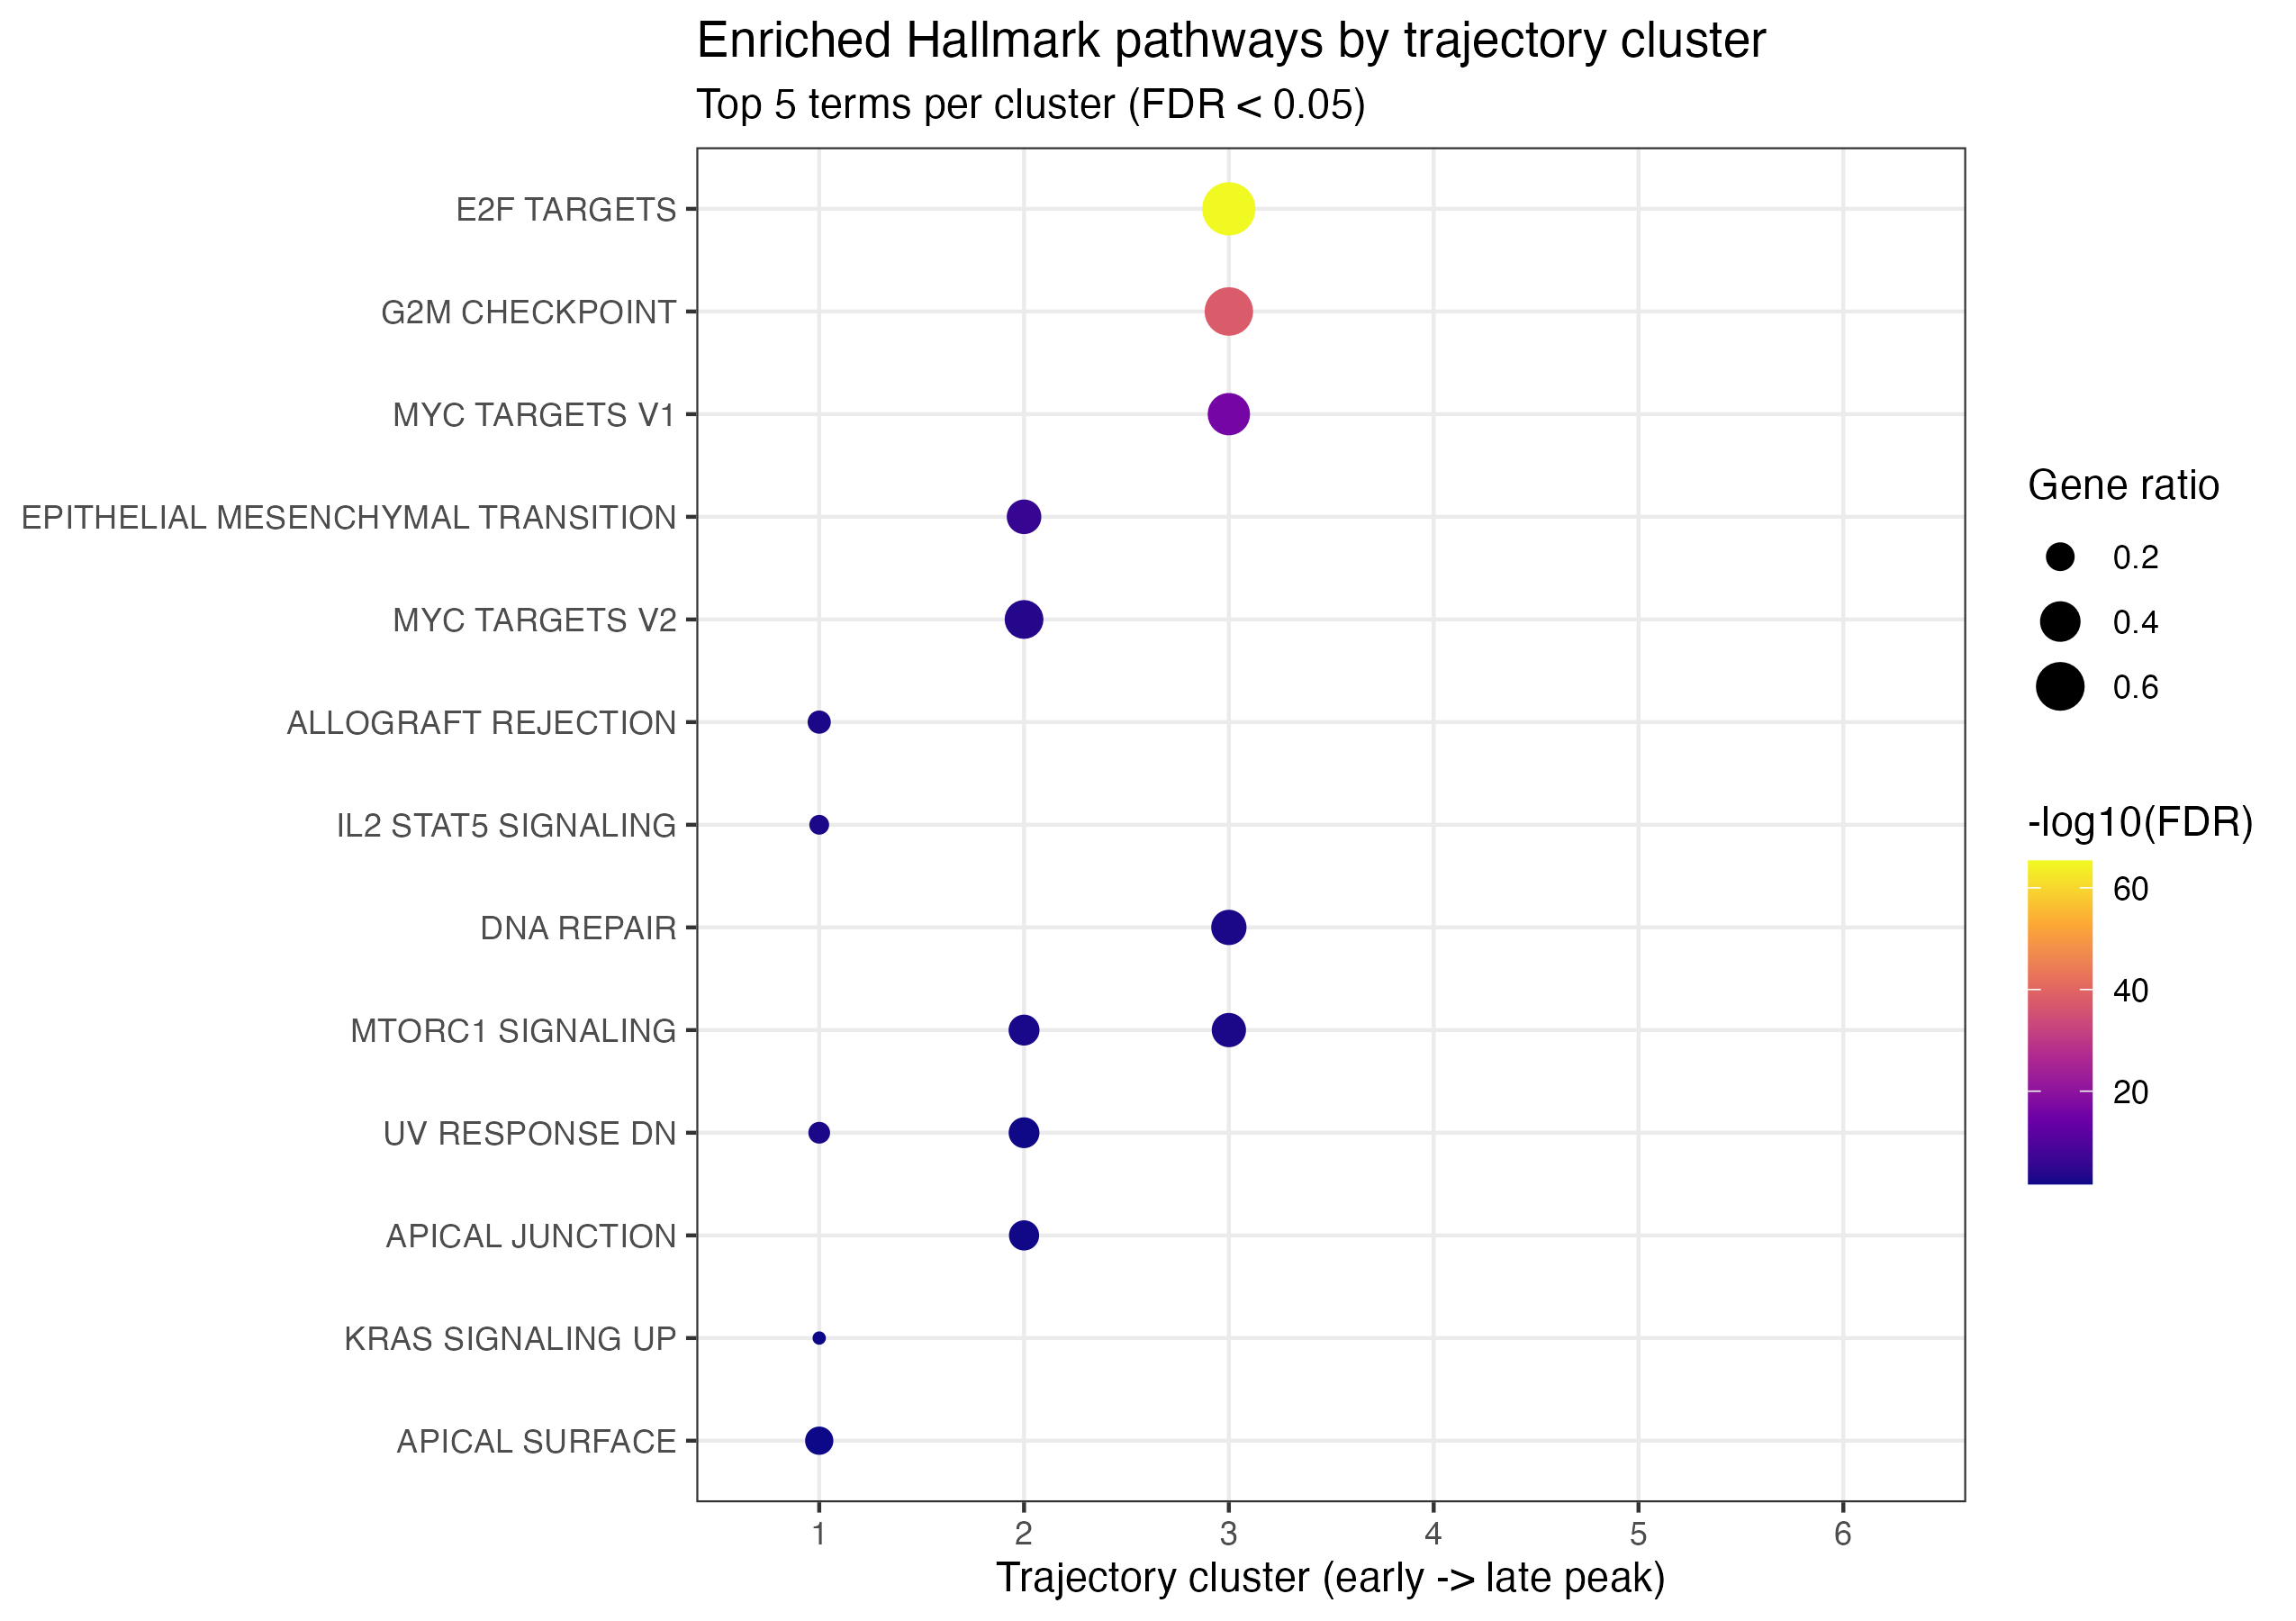 Enriched Hallmark pathways by trajectory cluster
Top 5 terms per cluster (FDR < 0.05)
E2F TARGETS
G2M CHECKPOINT
MYC TARGETS V1
EPITHELIAL MESENCHYMAL TRANSITION
MYC TARGETS V2
ALLOGRAFT REJECTION
IL2 STAT5 SIGNALING
DNA REPAIR
MTORC1 SIGNALING
UV RESPONSE DN
APICAL JUNCTION
KRAS SIGNALING UP
APICAL SURFACE
1 2 3 4 5 6
Trajectory cluster (early -> late peak)
Gene ratio
0.2
0.4
0.6
-log10(FDR)
60
40
20